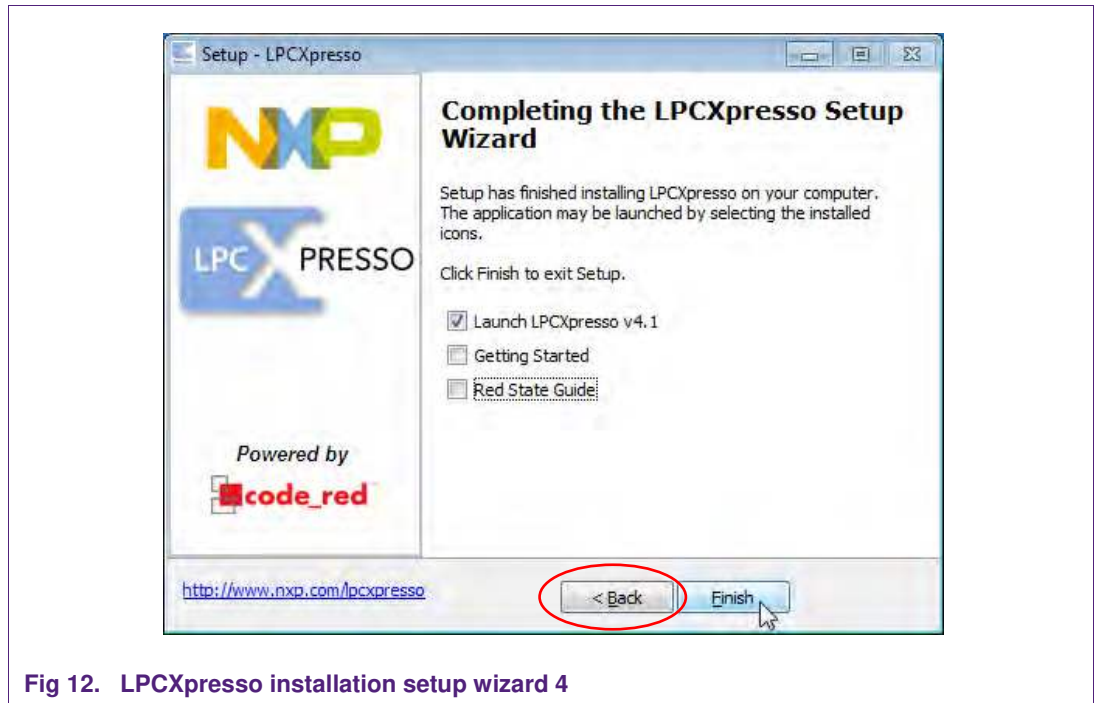 Setup - LPCXpresso
NXP
Completing the LPCXpresso Setup
Wizard
Setup has finished installing LPCXpresso on your computer.
The application may be launched by selecting the installed
icons.
LPC PRESSO
Click Finish to exit Setup.
Launch LPCXpresso v4.1
Getting Started
Red State Guide
Powered by
code_red
http://www.nxp.com/lpcxpresso
< Back
Finish
Fig 12. LPCXpresso installation setup wizard 4